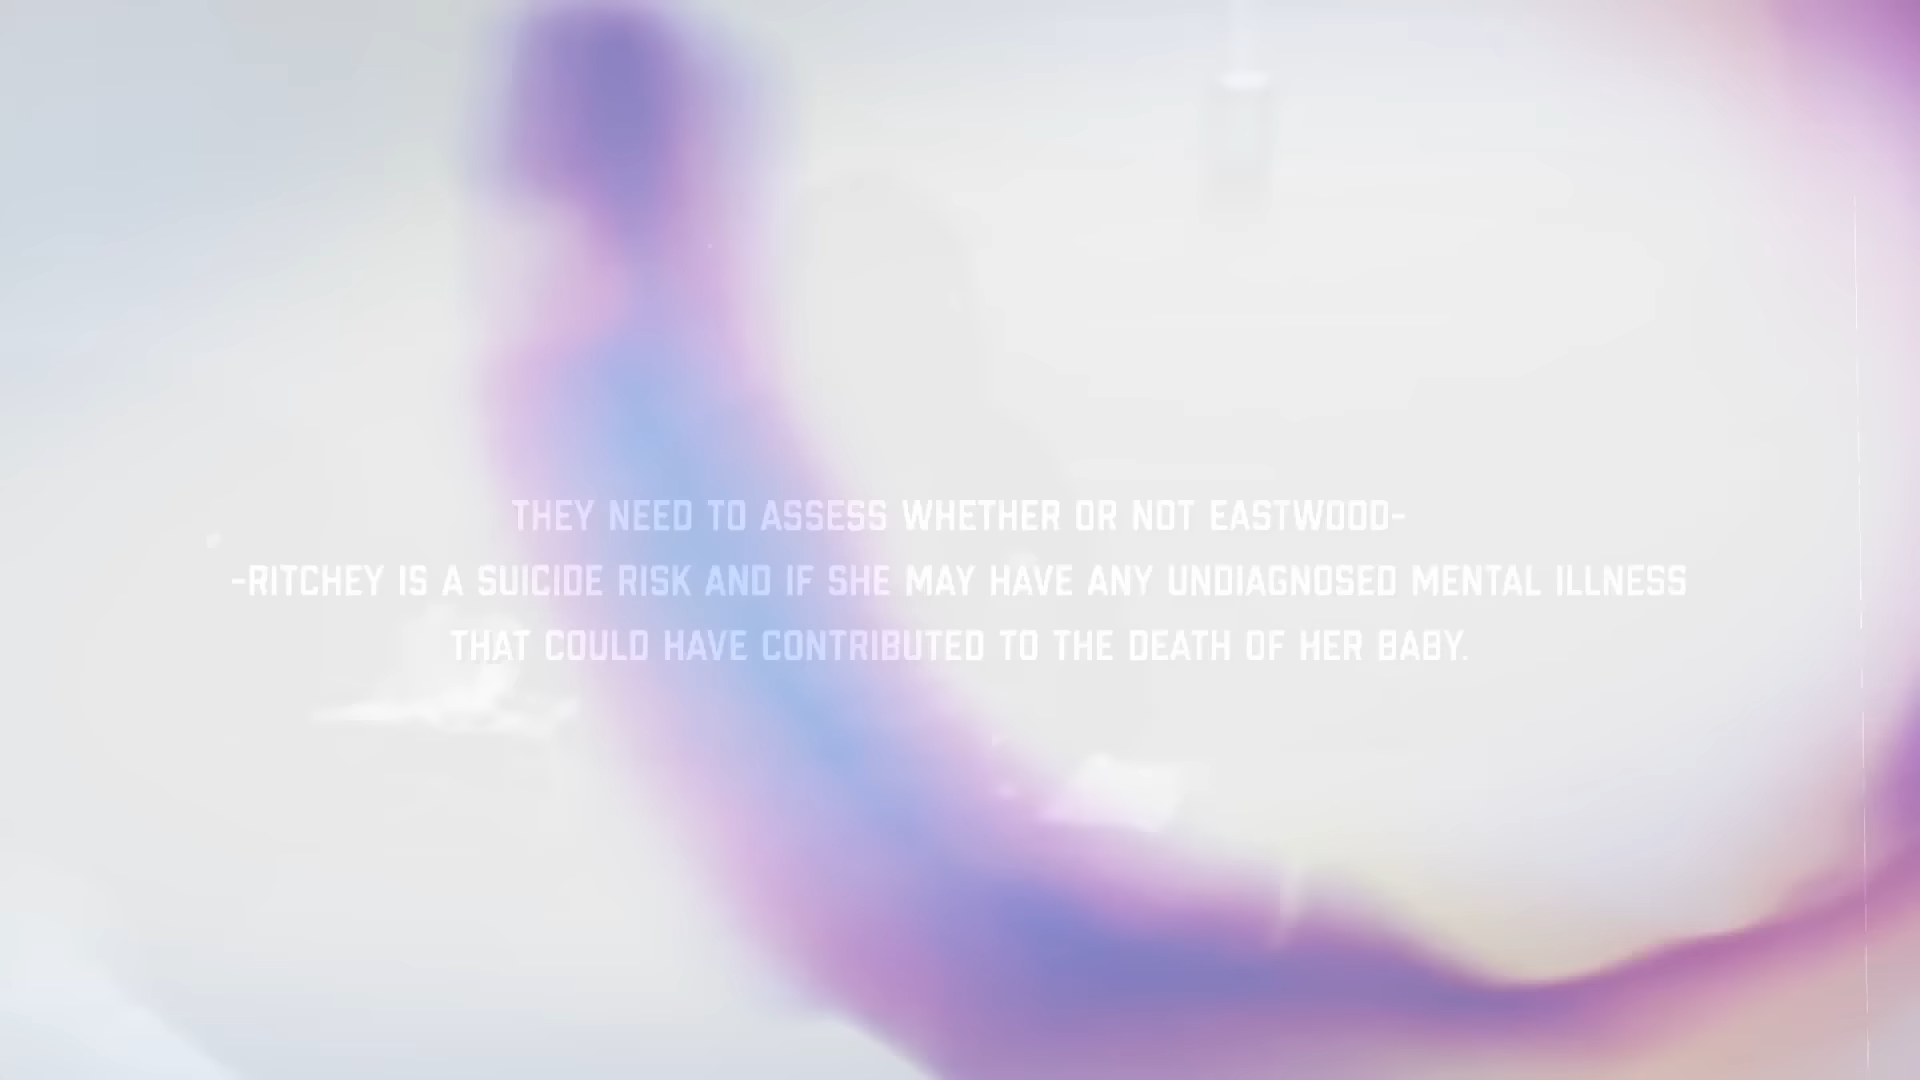 THEY NEED TO ASSESS WHETHER OR NOT EASTWOOD-
-RITCHEY IS A SUICIDE RISK AND IF SHE MAY HAVE ANY UNDIAGNOSED MENTAL ILLNESS
THAT COULD HAVE CONTRIBUTED TO THE DEATH OF HER BABY.